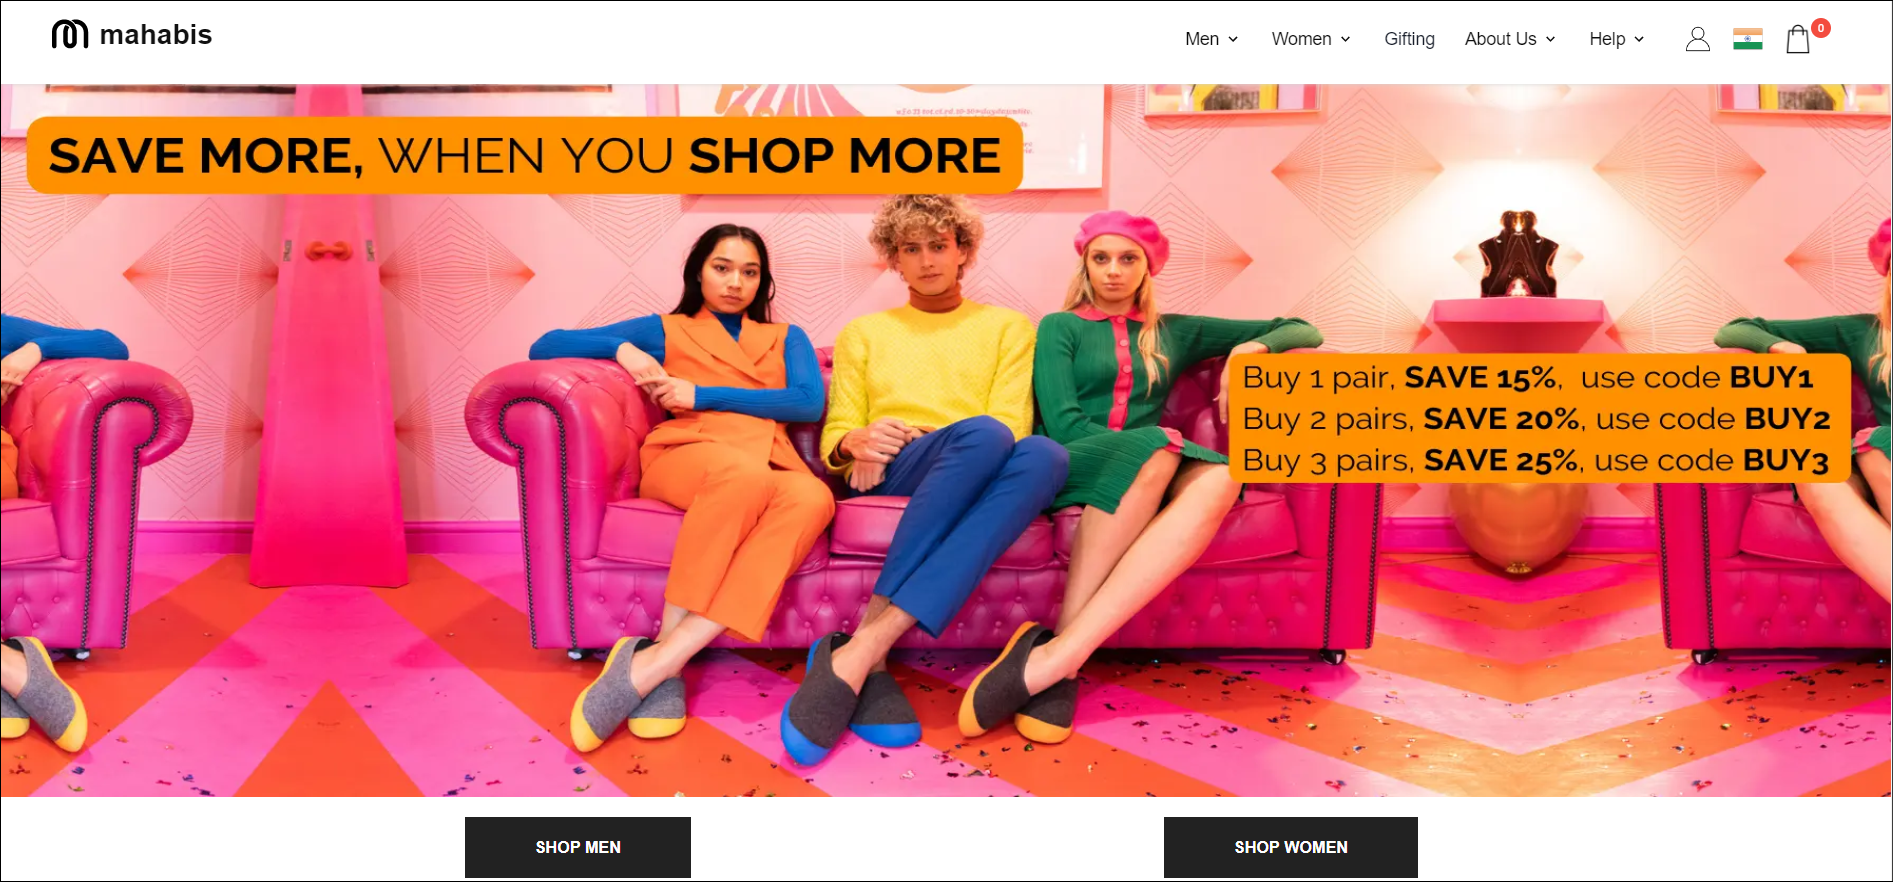 mahabis
Men
Women
Gifting
About Us
Help
0
SAVE MORE, WHEN YOU SHOP MORE
Buy 1 pair, SAVE 15%, use code BUY1
Buy 2 pairs, SAVE 20%, use code BUY2
Buy 3 pairs, SAVE 25%, use code BUY3
SHOP MEN
SHOP WOMEN